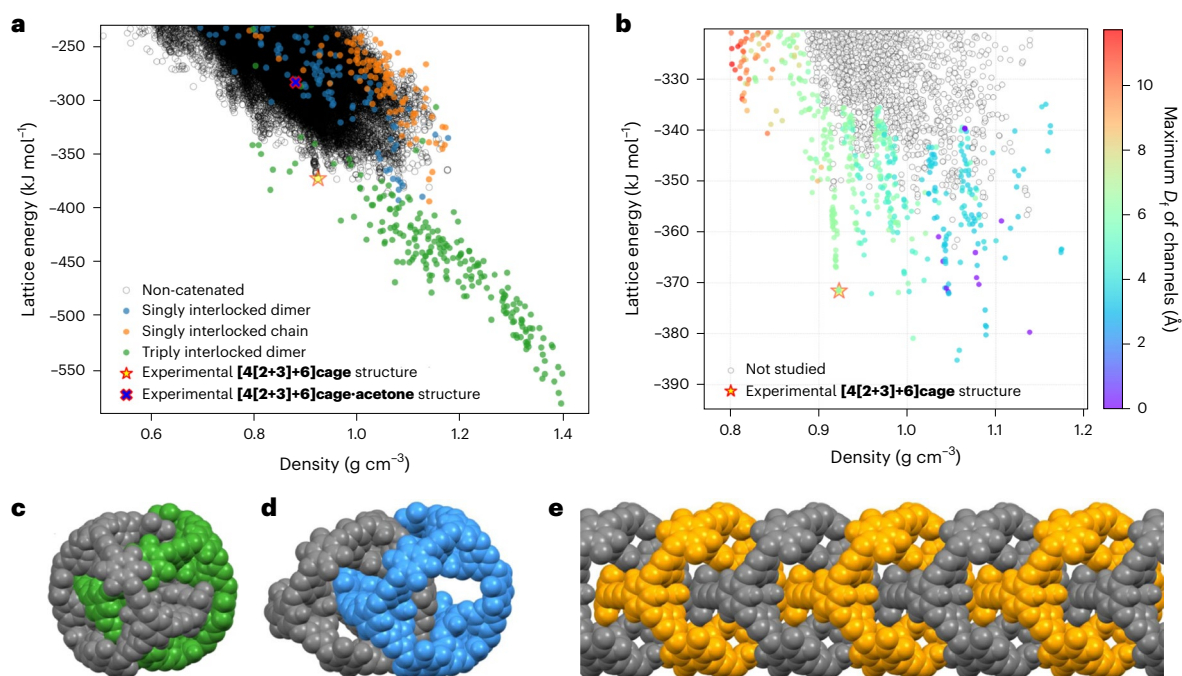 a
−250
−300
−350
−400
−450
−500
−550
Lattice energy (kJ mol−1)
Non-catenated
Singly interlocked dimer
Singly interlocked chain
Triply interlocked dimer
Experimental [4[2+3]+6]cage structure
Experimental [4[2+3]+6]cage·acetone structure
0.6 0.8 1.0 1.2 1.4
Density (g cm−3)
b
−330
−340
−350
−360
−370
−380
−390
Lattice energy (kJ mol−1)
Not studied
Experimental [4[2+3]+6]cage structure
0.8 0.9 1.0 1.1 1.2
Density (g cm−3)
10
8
6
4
2
0
Maximum Df of channels (Å)
c
d
e